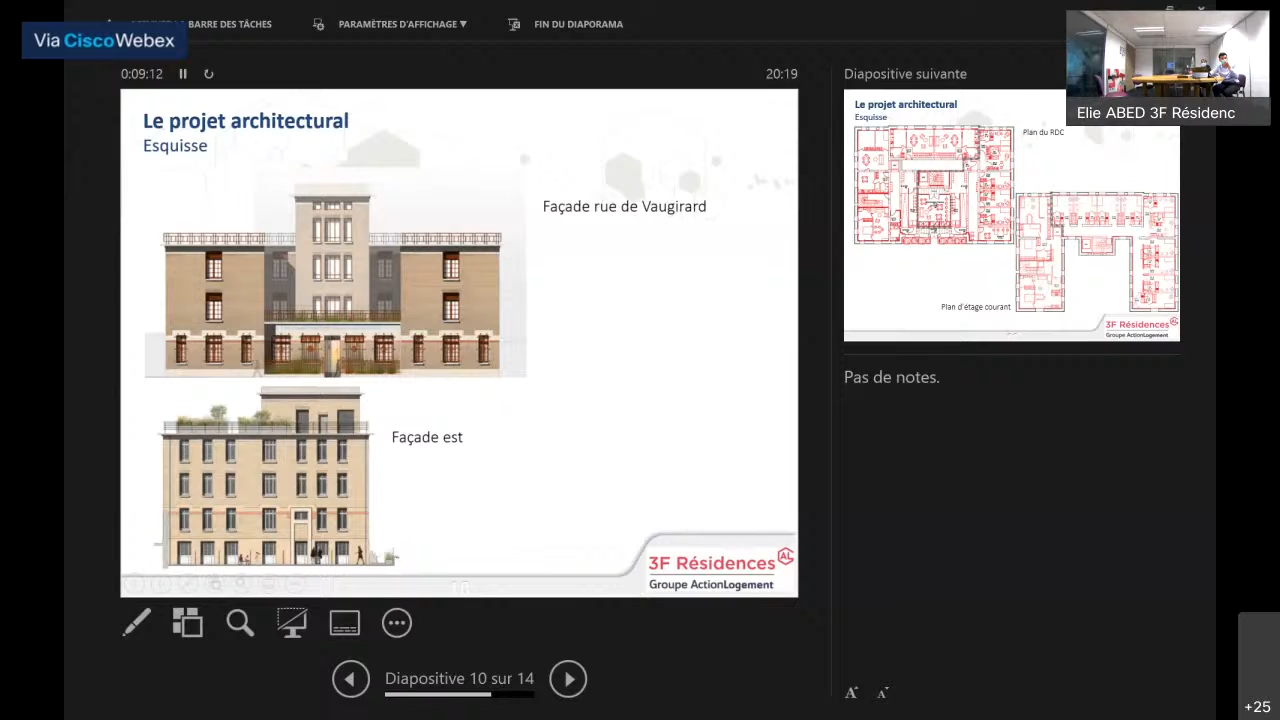 BARRE DES TÂCHES
PARAMÈTRES D'AFFICHAGE ▼
FIN DU DIAPORAMA
Via CiscoWebex
0:09:12
20:19
Diapositive suivante
Elie ABED 3F Résidenc
Le projet architectural
Esquisse
Façade rue de Vaugirard
Façade est
3F Résidences
AL
Groupe ActionLogement
Le projet architectural
Esquisse
Plan du RDC
Plan d'étage courant
3F Résidences
Groupe ActionLogement
Pas de notes.
Diapositive 10 sur 14
A
A
+25